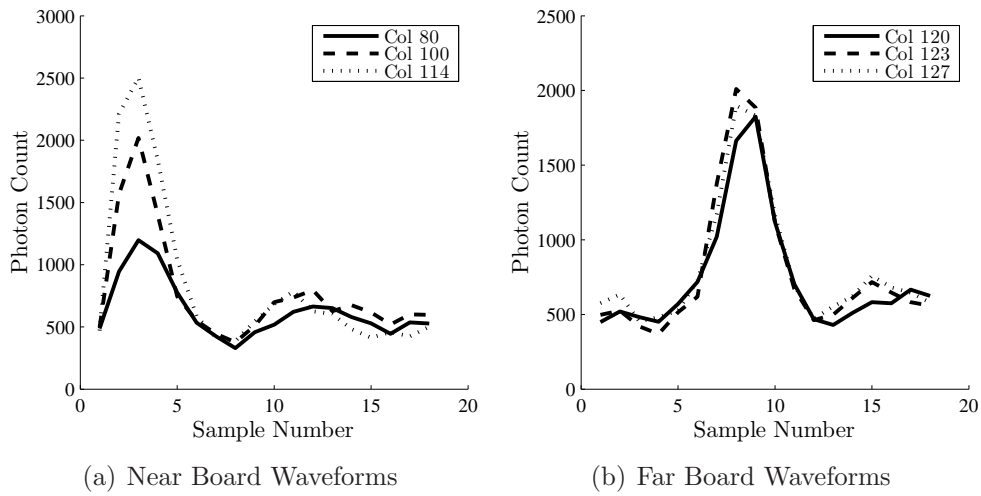 3000
2500
2000
1500
1000
500
0
0 5 10 15 20
Photon Count
Sample Number
Col 80
Col 100
Col 114
(a) Near Board Waveforms
2500
2000
1500
1000
500
0
0 5 10 15 20
Photon Count
Sample Number
Col 120
Col 123
Col 127
(b) Far Board Waveforms